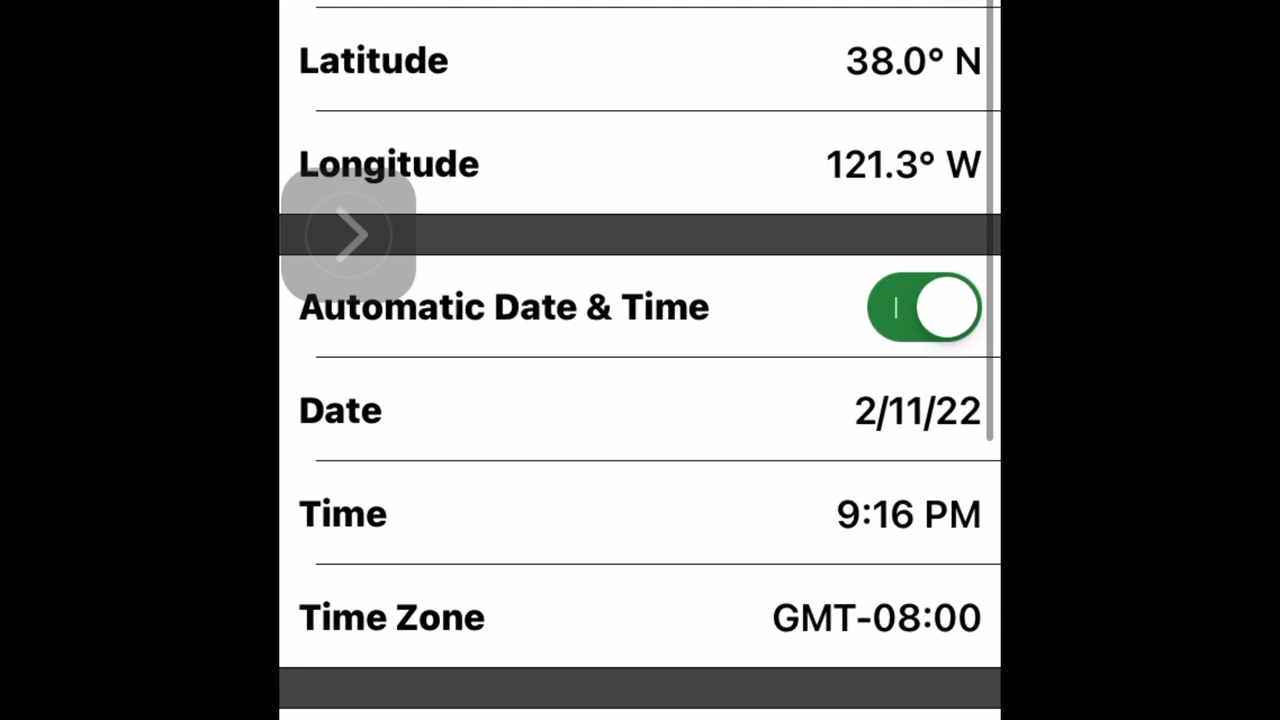 Latitude 38.0° N
Longitude 121.3° W
Automatic Date & Time
Date 2/11/22
Time 9:16 PM
Time Zone GMT-08:00